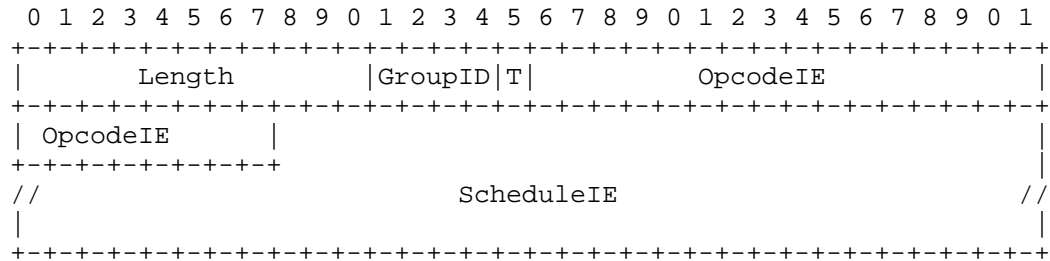 0 1 2 3 4 5 6 7 8 9 0 1 2 3 4 5 6 7 8 9 0 1 2 3 4 5 6 7 8 9 0 1
+-+-+-+-+-+-+-+-+-+-+-+-+-+-+-+-+-+-+-+-+-+-+-+-+-+-+-+-+-+-+-+-+
|       Length        |GroupID|T|          OpcodeIE             |
+-+-+-+-+-+-+-+-+-+-+-+-+-+-+-+-+-+-+-+-+-+-+-+-+-+-+-+-+-+-+-+-+
| OpcodeIE      |                                               |
+-+-+-+-+-+-+-+-+                                               |
//                          ScheduleIE                         //
|                                                               |
+-+-+-+-+-+-+-+-+-+-+-+-+-+-+-+-+-+-+-+-+-+-+-+-+-+-+-+-+-+-+-+-+